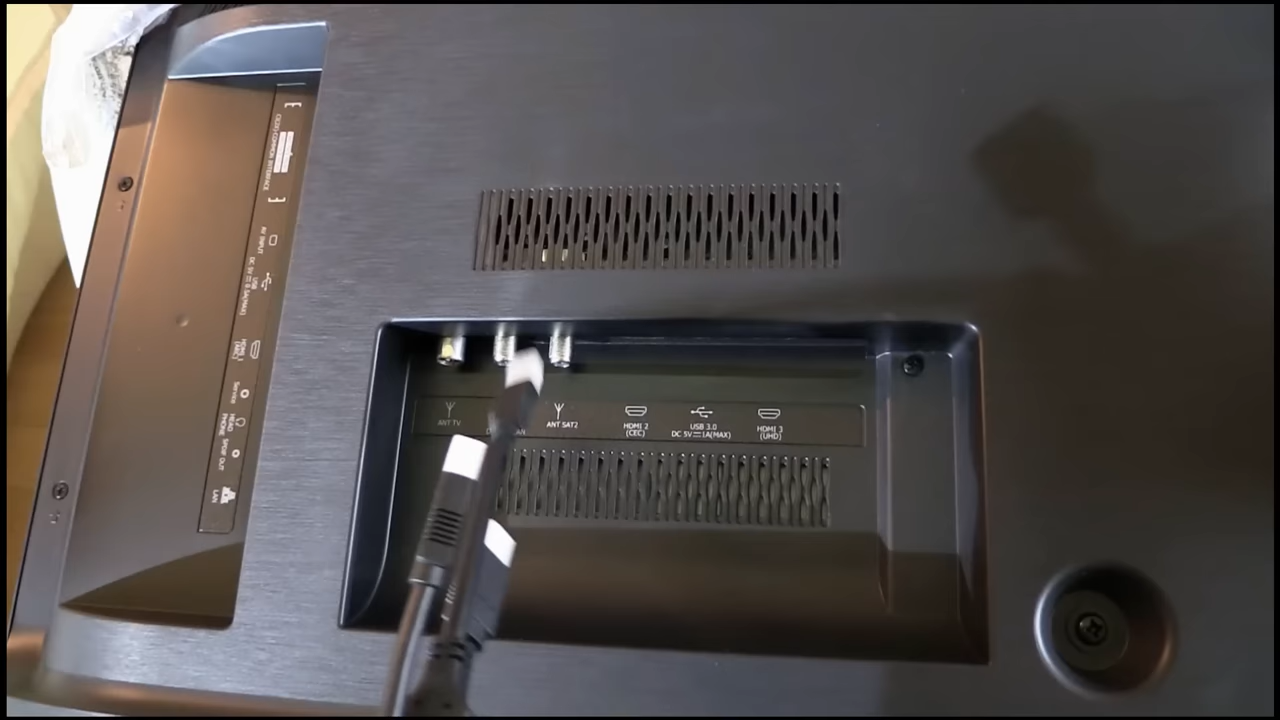 CI(5V) COMMON INTERFACE
AV INPUT
USB
DC 5V 0.5A(MAX)
HDMI 1
(ARC)
Service
HEAD
PHONE
SPDIF OUT
LAN
ANT TV
ANT SAT2
HDMI 2
(CEC)
USB 3.0
DC 5V 1A(MAX)
HDMI 3
(UHD)